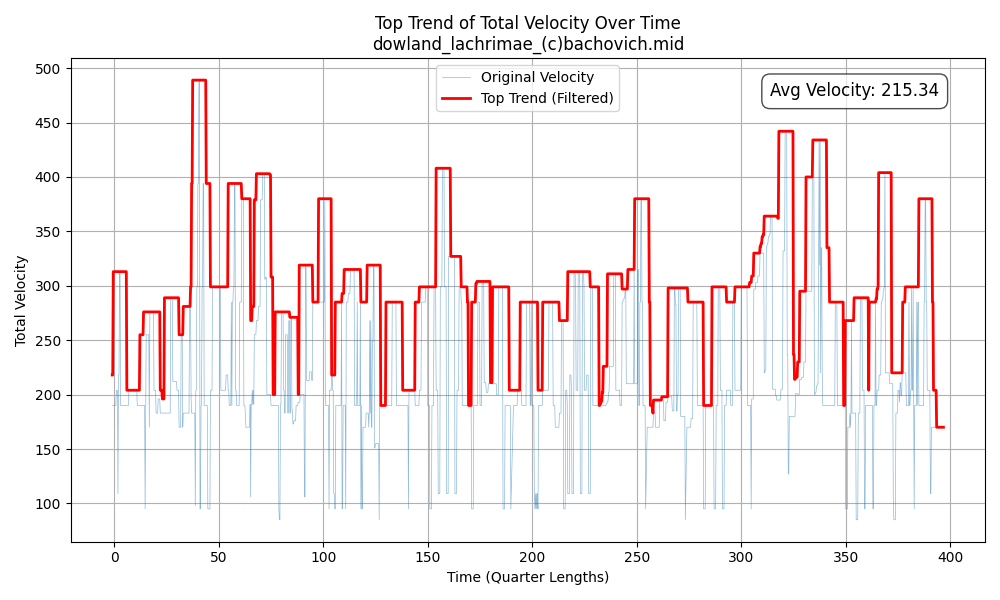 Top Trend of Total Velocity Over Time
dowland_lachrimae_(c)bachovich.mid
Original Velocity
Top Trend (Filtered)
Avg Velocity: 215.34
Total Velocity
500
450
400
350
300
250
200
150
100
0 50 100 150 200 250 300 350 400
Time (Quarter Lengths)